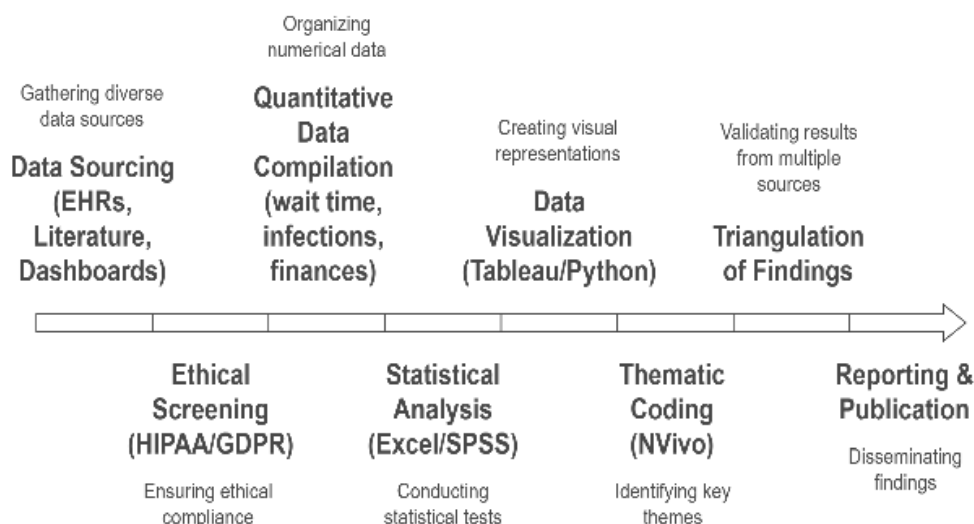 Gathering diverse
data sources
Data Sourcing
(EHRs,
Literature,
Dashboards)
Ethical
Screening
(HIPAA/GDPR)
Ensuring ethical
compliance
Organizing
numerical data
Quantitative
Data
Compilation
(wait time,
infections,
finances)
Statistical
Analysis
(Excel/SPSS)
Conducting
statistical tests
Creating visual
representations
Data
Visualization
(Tableau/Python)
Thematic
Coding
(NVivo)
Identifying key
themes
Validating results
from multiple
sources
Triangulation
of Findings
Reporting &
Publication
Disseminating
findings